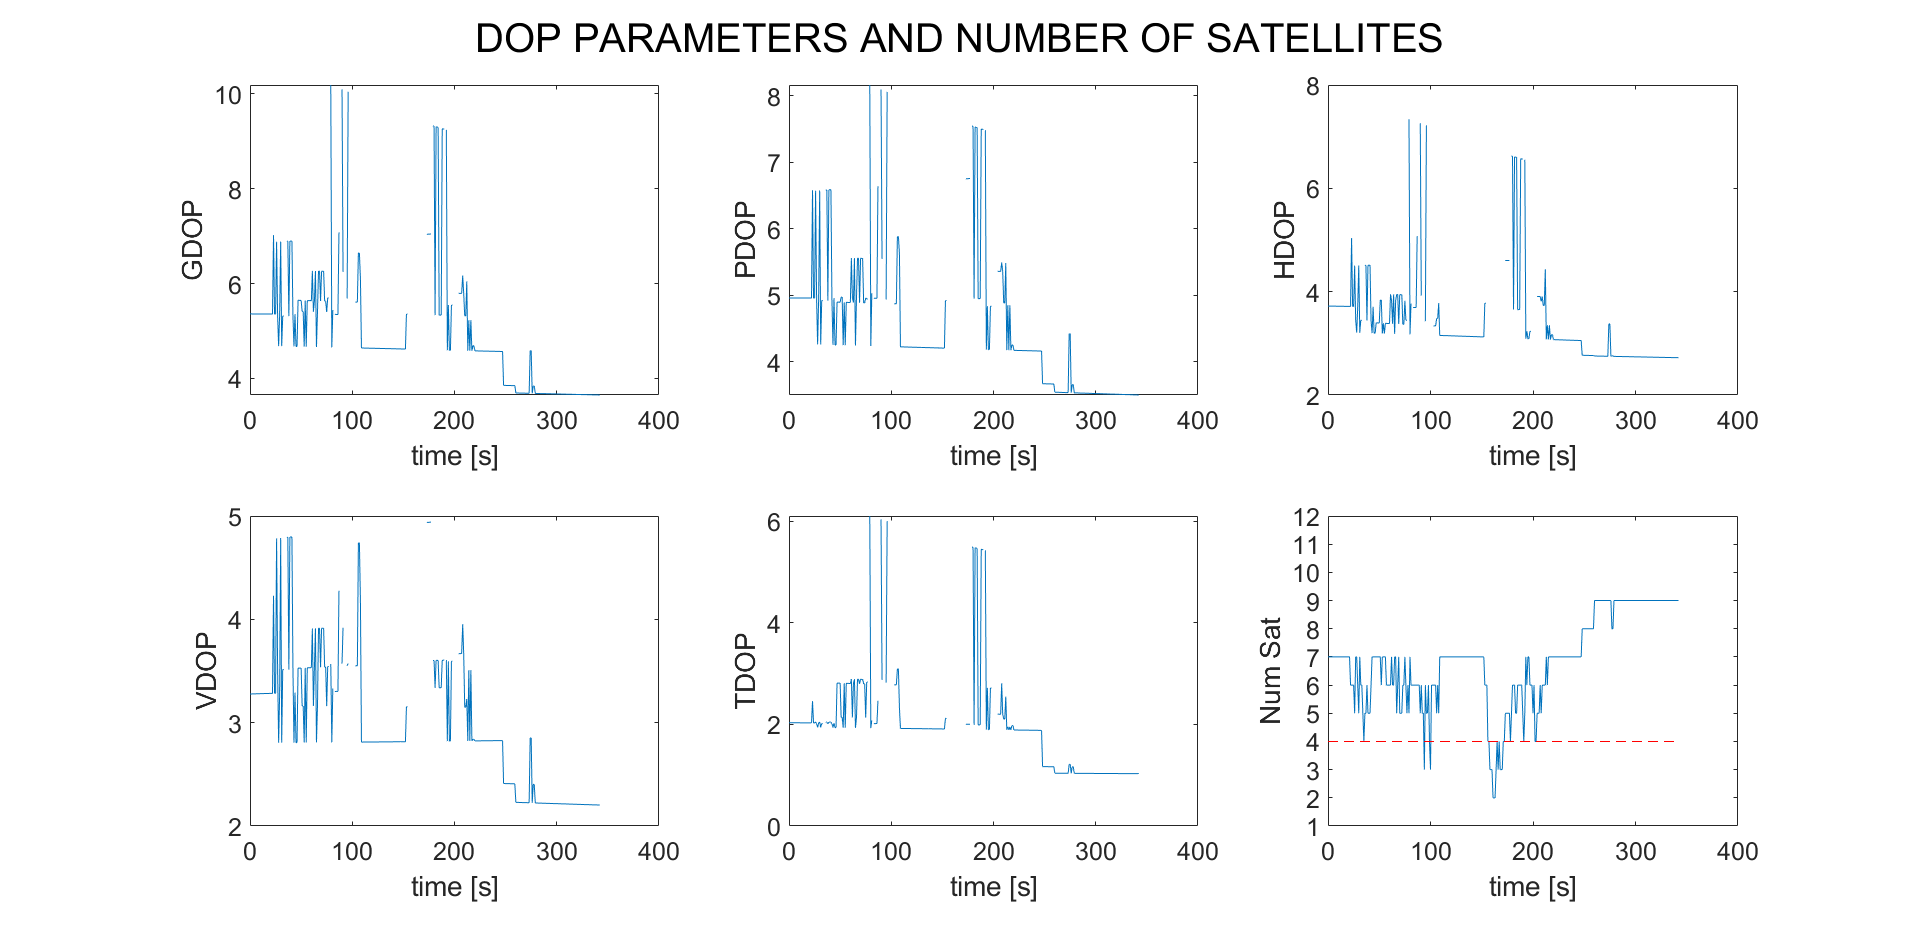 DOP PARAMETERS AND NUMBER OF SATELLITES
10
8
6
4
GDOP
0 100 200 300 400
time [s]
8
7
6
5
4
PDOP
0 100 200 300 400
time [s]
8
6
4
2
HDOP
0 100 200 300 400
time [s]
5
4
3
2
VDOP
0 100 200 300 400
time [s]
6
4
2
0
TDOP
0 100 200 300 400
time [s]
12
11
10
9
8
7
6
5
4
3
2
1
Num Sat
0 100 200 300 400
time [s]